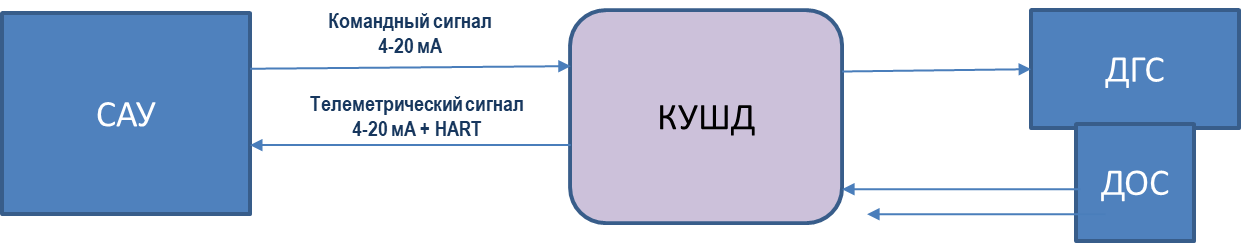 САУ
Командный сигнал
4-20 мА
Телеметрический сигнал
4-20 мА + HART
КУШД
ДГС
ДОС